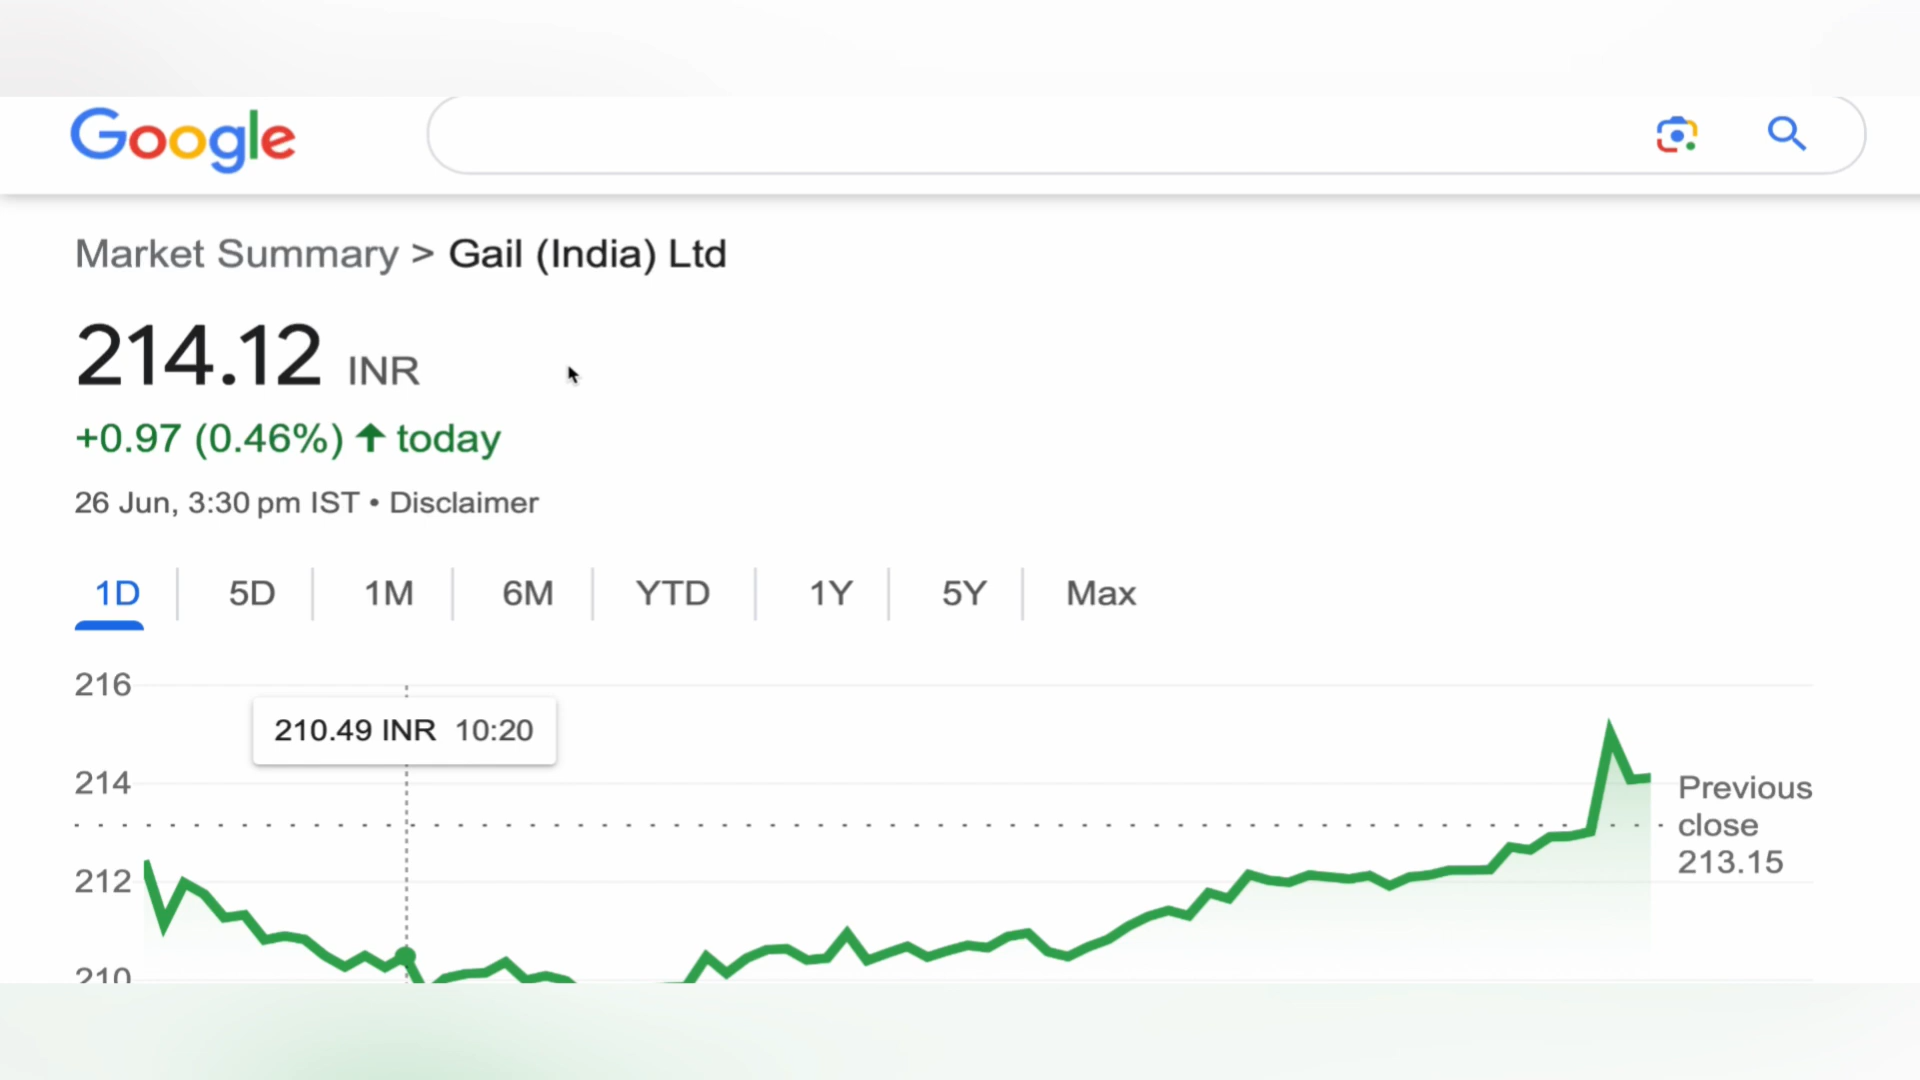 Google
Market Summary > Gail (India) Ltd
214.12 INR
+0.97 (0.46%) ↑ today
26 Jun, 3:30 pm IST • Disclaimer
1D 5D 1M 6M YTD 1Y 5Y Max
216
210.49 INR 10:20
214
Previous
close
213.15
212
210